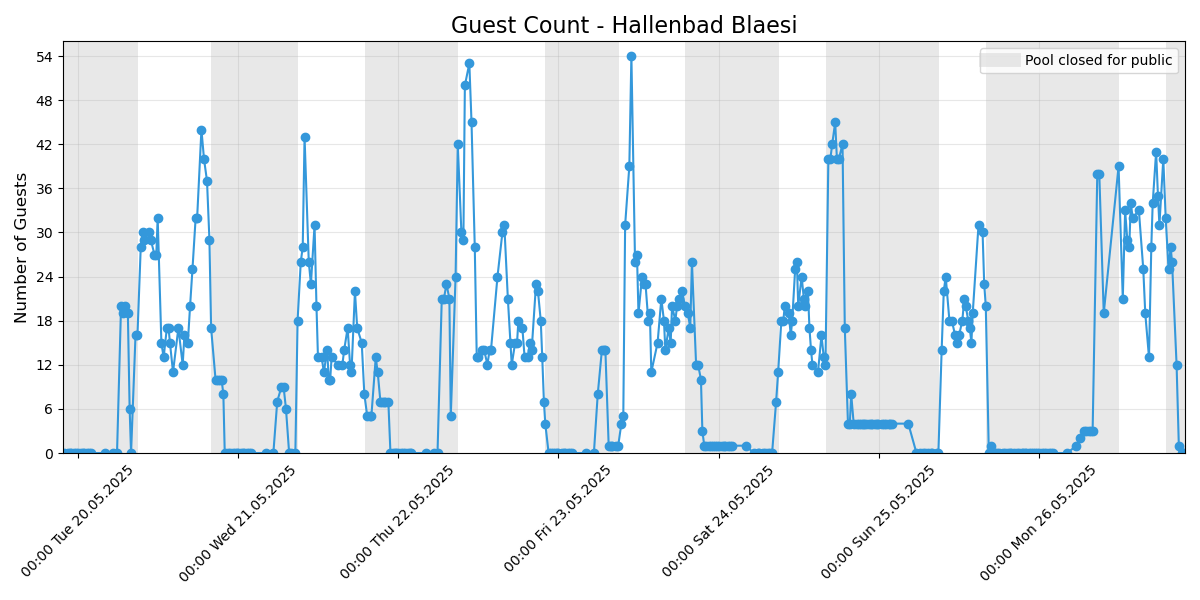 Guest Count - Hallenbad Blaesi
Pool closed for public
Number of Guests
54
48
42
36
30
24
18
12
6
0
00:00 Tue 20.05.2025
00:00 Wed 21.05.2025
00:00 Thu 22.05.2025
00:00 Fri 23.05.2025
00:00 Sat 24.05.2025
00:00 Sun 25.05.2025
00:00 Mon 26.05.2025